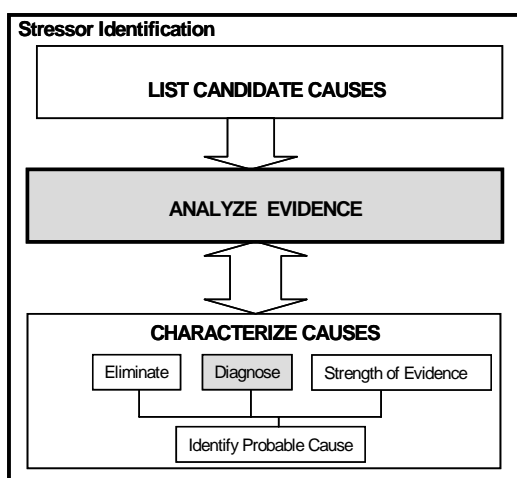 Stressor Identification
LIST CANDIDATE CAUSES
ANALYZE EVIDENCE
CHARACTERIZE CAUSES
Eliminate
Diagnose
Strength of Evidence
Identify Probable Cause